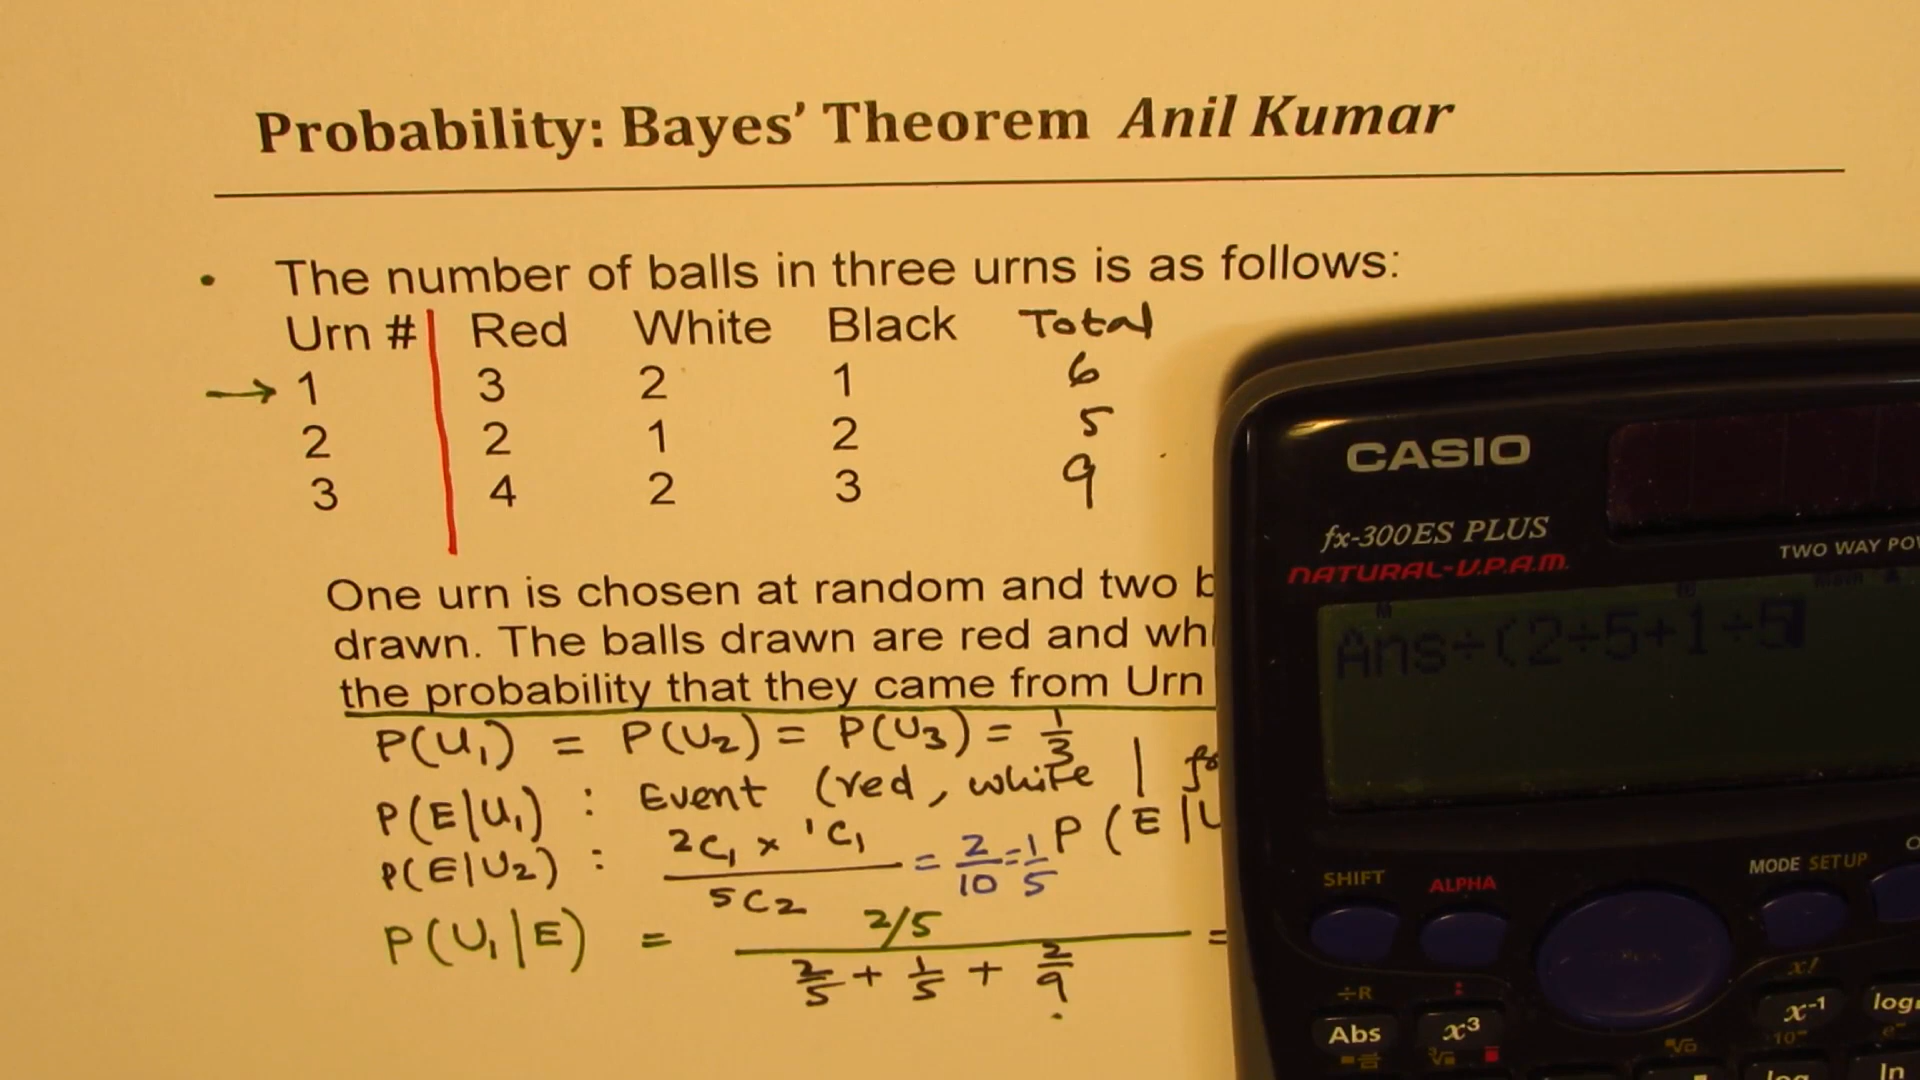 Probability: Bayes’ Theorem Anil Kumar
• The number of balls in three urns is as follows:
Urn # Red White Black Total
→ 1 3 2 1 6
2 2 1 2 5
3 4 2 3 9
One urn is chosen at random and two b
drawn. The balls drawn are red and whi
the probability that they came from Urn
P(U₁) = P(U₂) = P(U₃) = 1/3
P(E|U₁) : Event (red, white |
P(E|U₂) : ²C₁ × ¹C₁ / ⁵C₂ = 2/10 = 1/5 P(E|U
P(U₁|E) = 2/5 / (2/5 + 1/5 + 2/9) =
CASIO
fx-300ES PLUS
NATURAL-V.P.A.M.
TWO WAY PO
Ans÷(2÷5+1÷5
SHIFT ALPHA MODE SETUP
÷R : x!
Abs x³ x⁻¹ log
ln